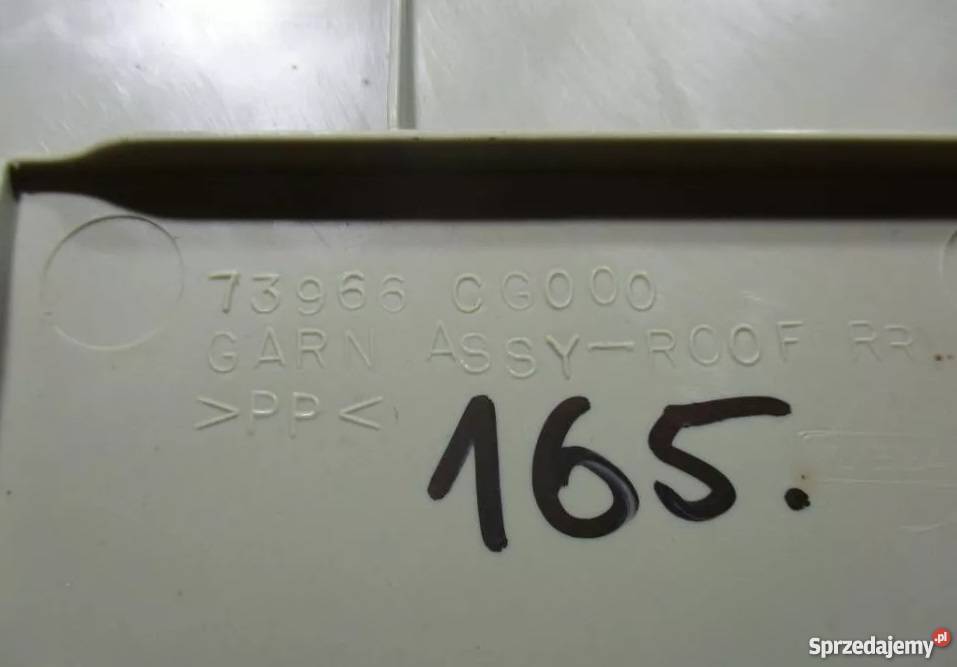 73966 CG000
GARN ASSY-ROOF RR
>PP<
165.
Sprzedajemy.pl